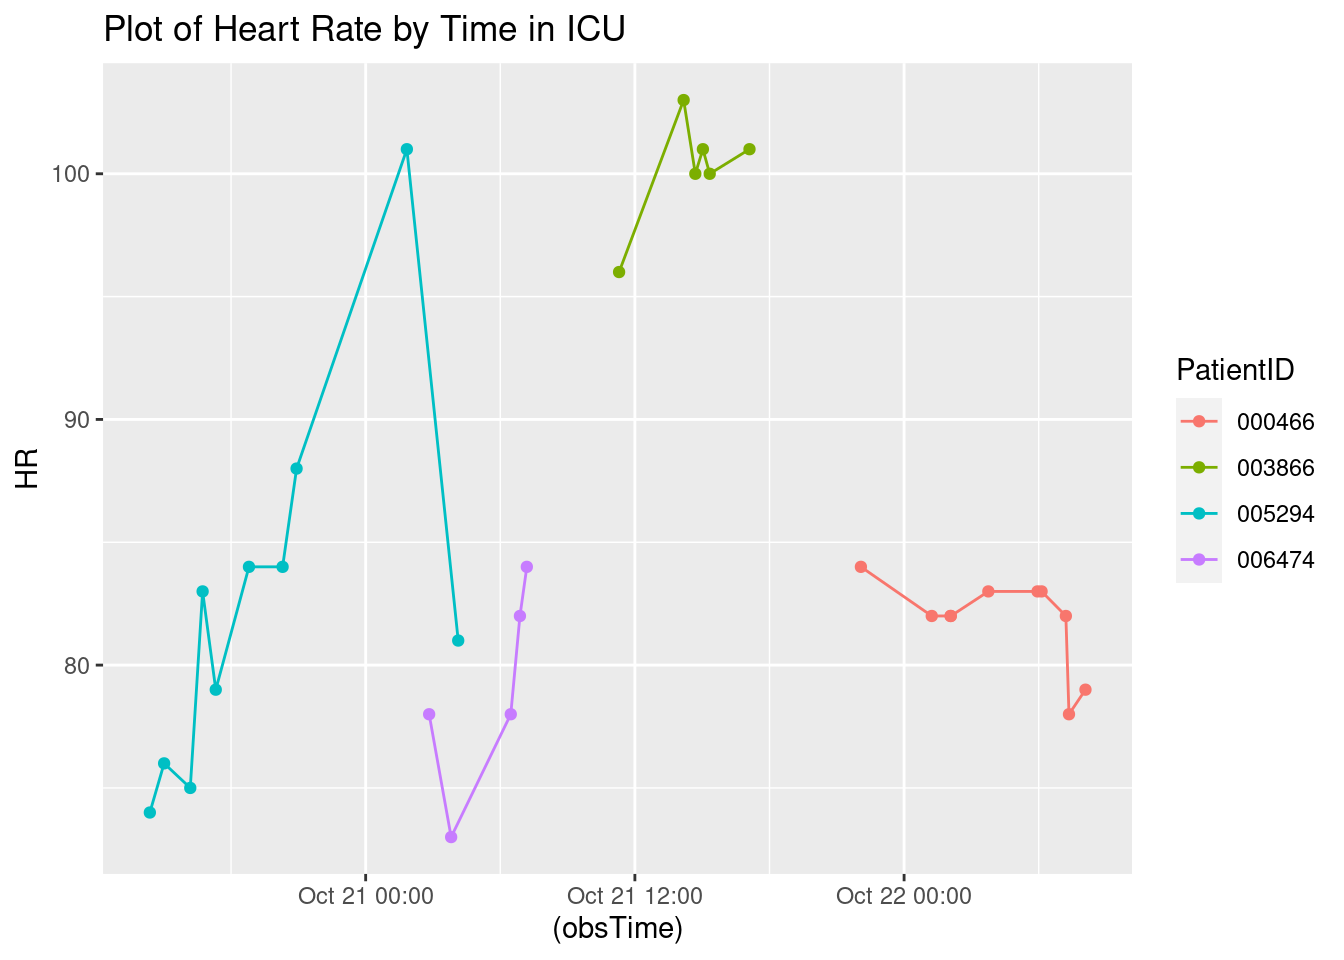 Plot of Heart Rate by Time in ICU
HR
100
90
80
Oct 21 00:00
Oct 21 12:00
Oct 22 00:00
(obsTime)
PatientID
000466
003866
005294
006474